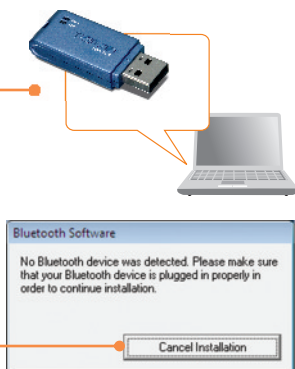 Bluetooth Software
No Bluetooth device was detected. Please make sure
that your Bluetooth device is plugged in properly in
order to continue installation.
Cancel Installation